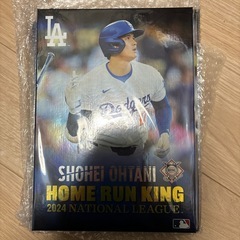 LA
Dodgers
SHOHEI OHTANI
HOME RUN KING
2024 NATIONAL LEAGUE